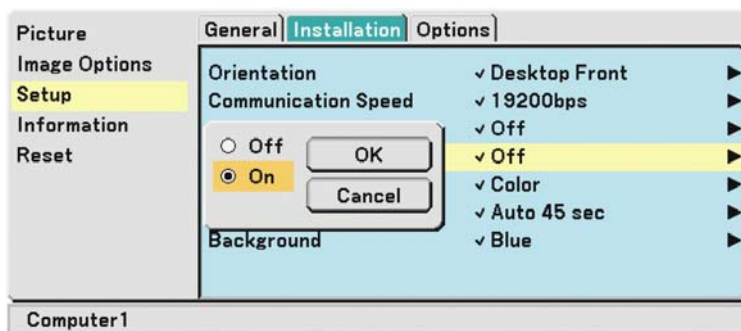 Picture
Image Options
Setup
Information
Reset
General Installation Options
Orientation ✓ Desktop Front
Communication Speed ✓ 19200bps
✓ Off
✓ Off
✓ Color
✓ Auto 45 sec
Background ✓ Blue
Off
On
OK
Cancel
Computer1